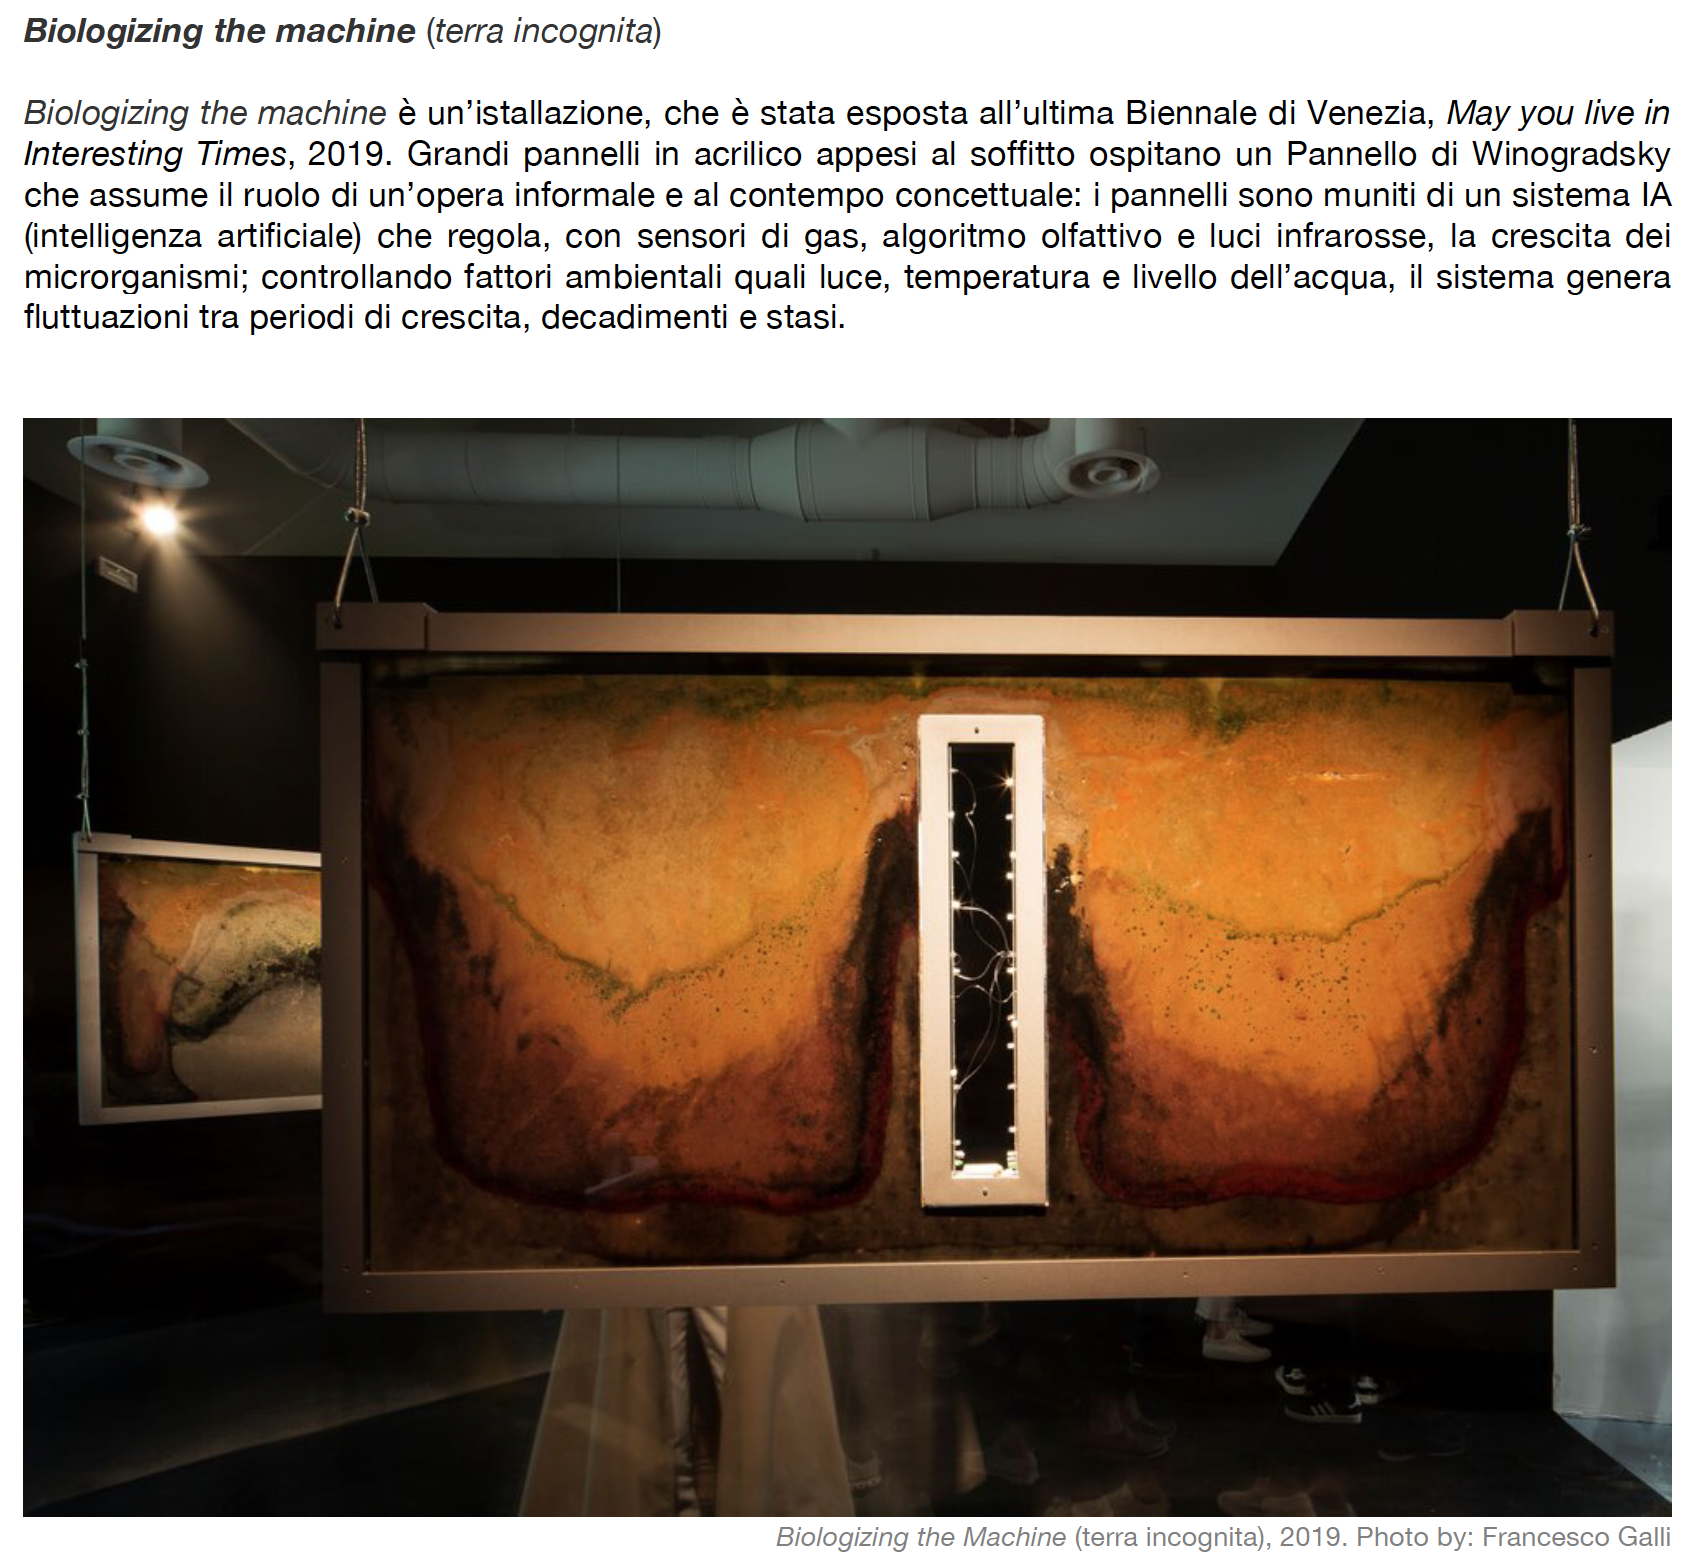 Biologizing the machine (terra incognita)
Biologizing the machine è un’istallazione, che è stata esposta all’ultima Biennale di Venezia, May you live in
Interesting Times, 2019. Grandi pannelli in acrilico appesi al soffitto ospitano un Pannello di Winogradsky
che assume il ruolo di un’opera informale e al contempo concettuale: i pannelli sono muniti di un sistema IA
(intelligenza artificiale) che regola, con sensori di gas, algoritmo olfattivo e luci infrarosse, la crescita dei
microrganismi; controllando fattori ambientali quali luce, temperatura e livello dell’acqua, il sistema genera
fluttuazioni tra periodi di crescita, decadimenti e stasi.
Biologizing the Machine (terra incognita), 2019. Photo by: Francesco Galli